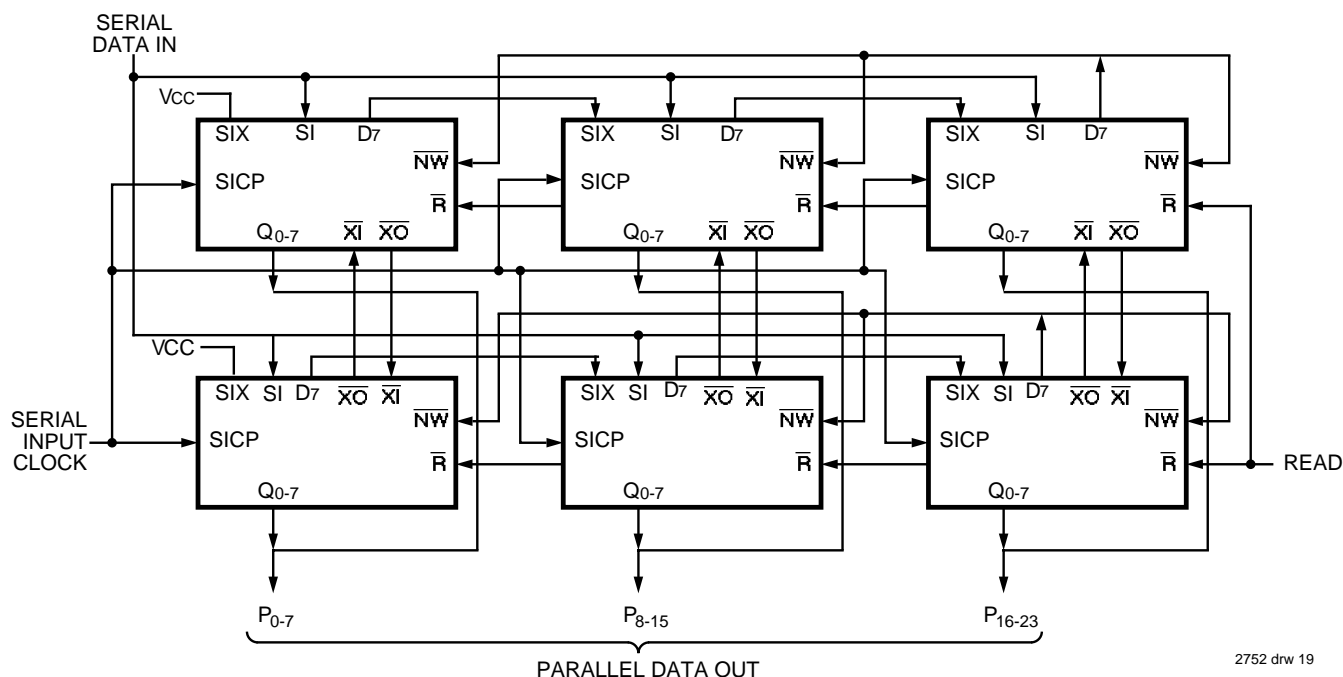 SERIAL
DATA IN
VCC
SIX SI D7
NW
SICP
R
Q0-7 XI XO
SIX SI D7
NW
SICP
R
Q0-7 XI XO
SIX SI D7
NW
SICP
R
Q0-7 XI XO
VCC
SIX SI D7 XO XI
NW
SICP
R
Q0-7
SIX SI D7 XO XI
NW
SICP
R
Q0-7
SIX SI D7 XO XI
NW
SICP
R
Q0-7
SERIAL
INPUT
CLOCK
READ
P0-7 P8-15 P16-23
PARALLEL DATA OUT
2752 drw 19